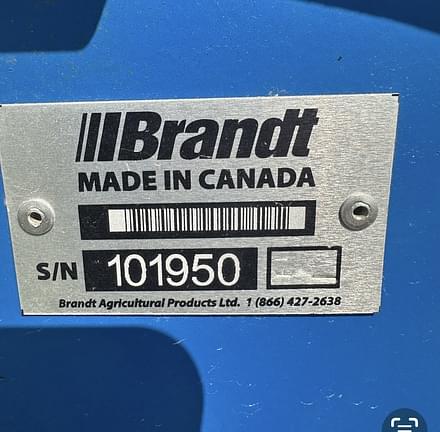 Brandt
MADE IN CANADA
S/N 101950
Brandt Agricultural Products Ltd. 1 (866) 427-2638